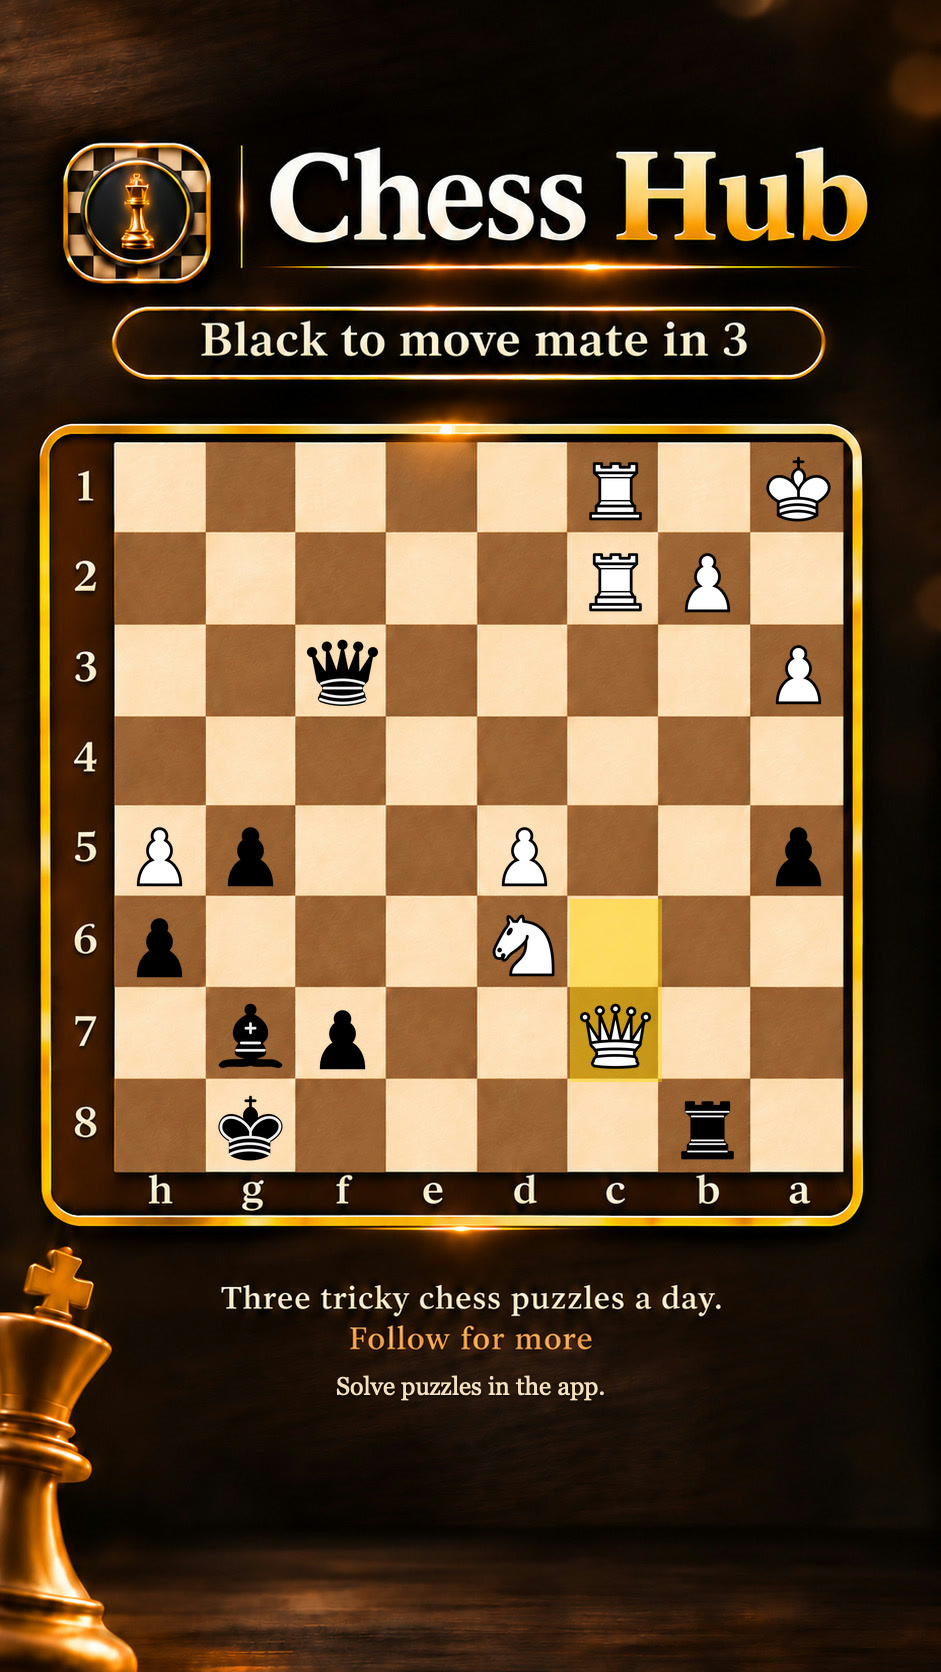 Chess Hub
Black to move mate in 3
1
2
3
4
5
6
7
8
h g f e d c b a
Three tricky chess puzzles a day.
Follow for more
Solve puzzles in the app.